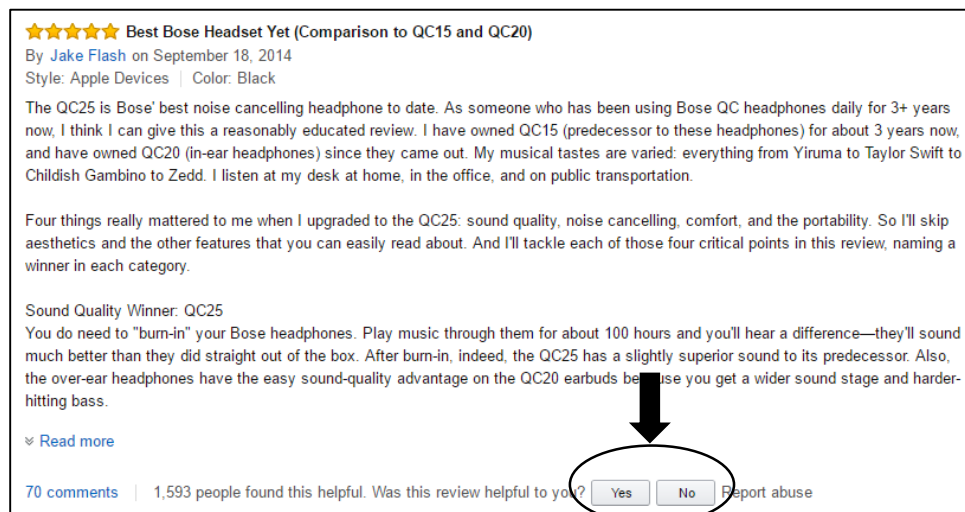 Best Bose Headset Yet (Comparison to QC15 and QC20)
By Jake Flash on September 18, 2014
Style: Apple Devices | Color: Black
The QC25 is Bose' best noise cancelling headphone to date. As someone who has been using Bose QC headphones daily for 3+ years
now, I think I can give this a reasonably educated review. I have owned QC15 (predecessor to these headphones) for about 3 years now,
and have owned QC20 (in-ear headphones) since they came out. My musical tastes are varied: everything from Yiruma to Taylor Swift to
Childish Gambino to Zedd. I listen at my desk at home, in the office, and on public transportation.
Four things really mattered to me when I upgraded to the QC25: sound quality, noise cancelling, comfort, and the portability. So I'll skip
aesthetics and the other features that you can easily read about. And I'll tackle each of those four critical points in this review, naming a
winner in each category.
Sound Quality Winner: QC25
You do need to "burn-in" your Bose headphones. Play music through them for about 100 hours and you'll hear a difference—they'll sound
much better than they did straight out of the box. After burn-in, indeed, the QC25 has a slightly superior sound to its predecessor. Also,
the over-ear headphones have the easy sound-quality advantage on the QC20 earbuds because you get a wider sound stage and harder-
hitting bass.
Read more
70 comments | 1,593 people found this helpful. Was this review helpful to you? Yes No Report abuse